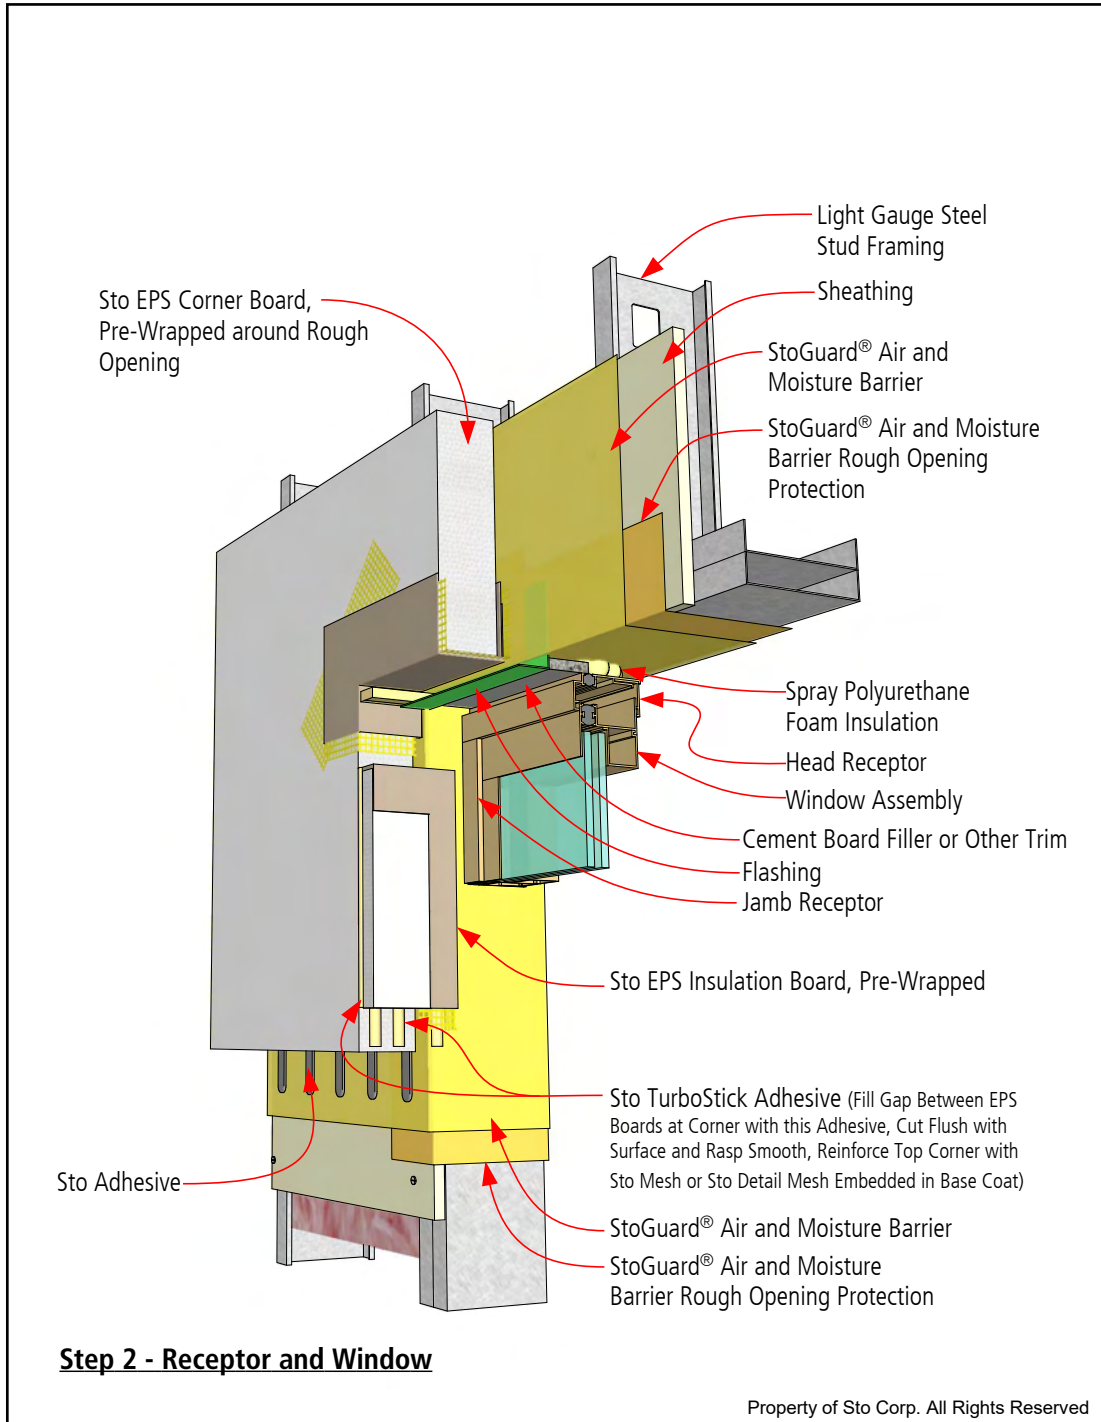 Light Gauge Steel
Stud Framing
Sheathing
Sto EPS Corner Board,
Pre-Wrapped around Rough
Opening
StoGuard® Air and
Moisture Barrier
StoGuard® Air and Moisture
Barrier Rough Opening
Protection
Spray Polyurethane
Foam Insulation
Head Receptor
Window Assembly
Cement Board Filler or Other Trim
Flashing
Jamb Receptor
Sto EPS Insulation Board, Pre-Wrapped
Sto TurboStick Adhesive (Fill Gap Between EPS
Boards at Corner with this Adhesive, Cut Flush with
Surface and Rasp Smooth, Reinforce Top Corner with
Sto Mesh or Sto Detail Mesh Embedded in Base Coat)
Sto Adhesive
StoGuard® Air and Moisture Barrier
StoGuard® Air and Moisture
Barrier Rough Opening Protection
Step 2 - Receptor and Window
Property of Sto Corp. All Rights Reserved